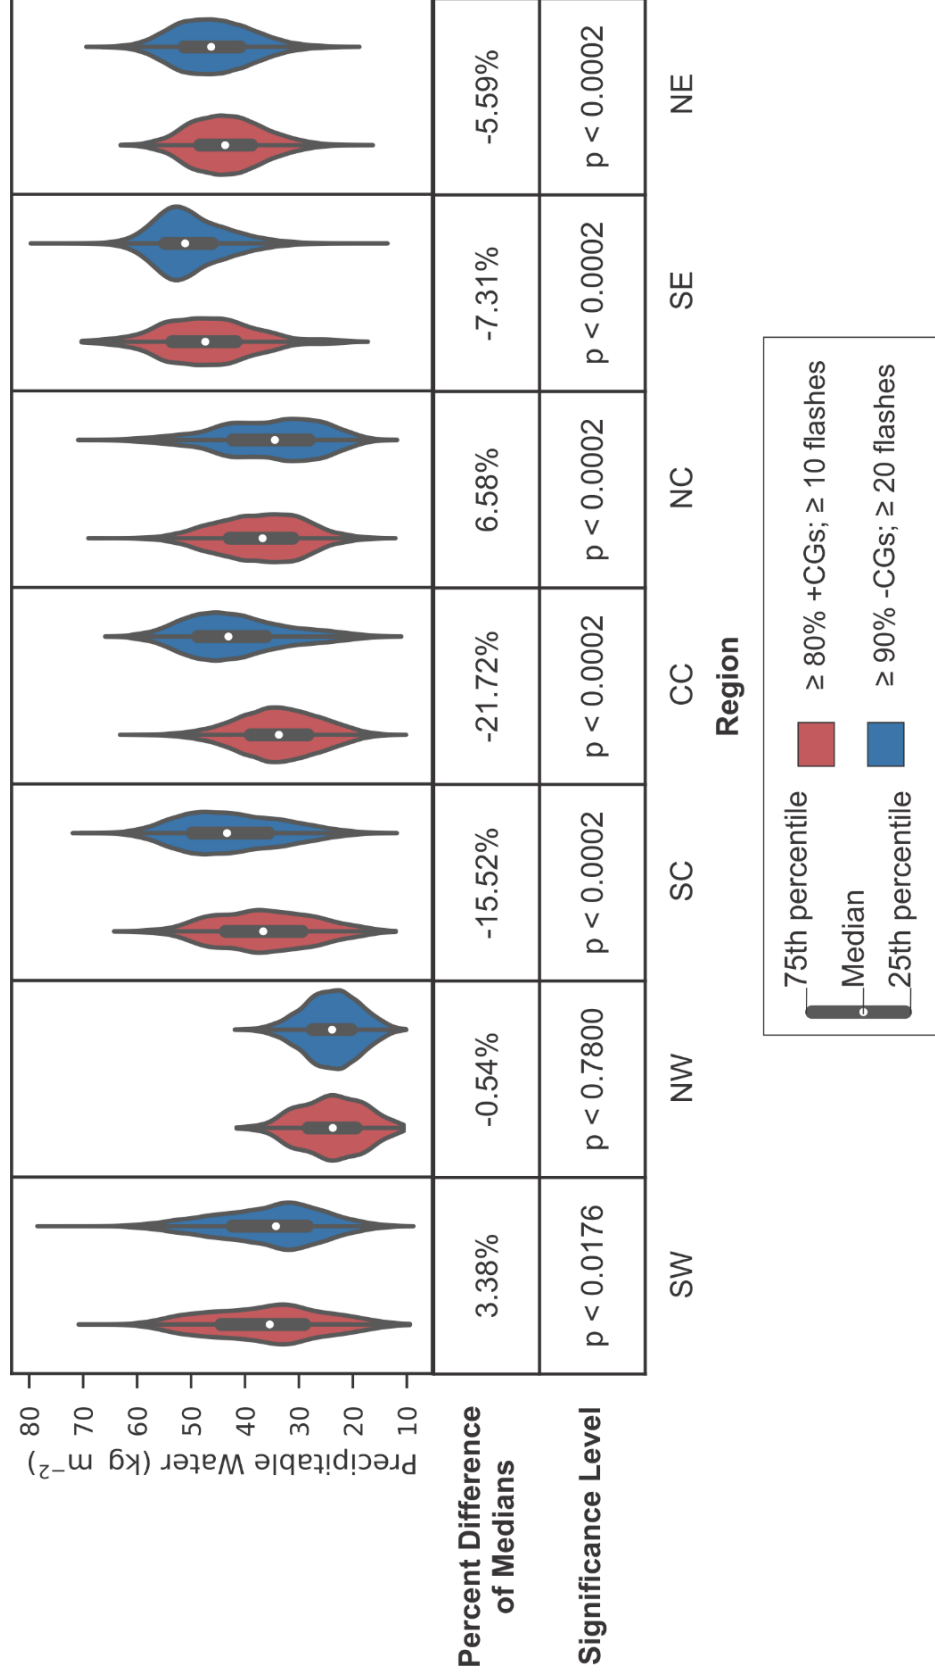 80
70
60
50
40
30
20
10
Precipitable Water (kg m⁻²)
Percent Difference
of Medians
3.38%
-0.54%
-15.52%
-21.72%
6.58%
-7.31%
-5.59%
Significance Level
p < 0.0176
p < 0.7800
p < 0.0002
p < 0.0002
p < 0.0002
p < 0.0002
p < 0.0002
SW
NW
SC
CC
NC
SE
NE
Region
75th percentile
Median
25th percentile
≥ 80% +CGs; ≥ 10 flashes
≥ 90% -CGs; ≥ 20 flashes